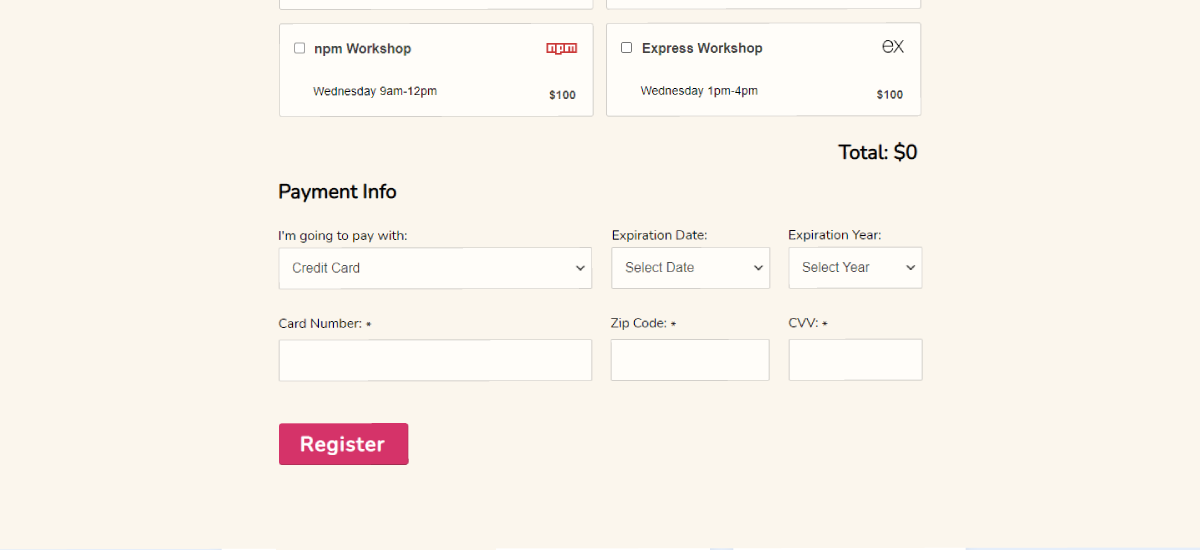 npm Workshop
npm
Wednesday 9am-12pm
$100
Express Workshop
ex
Wednesday 1pm-4pm
$100
Total: $0
Payment Info
I'm going to pay with:
Credit Card
Expiration Date:
Select Date
Expiration Year:
Select Year
Card Number: *
Zip Code: *
CVV: *
Register